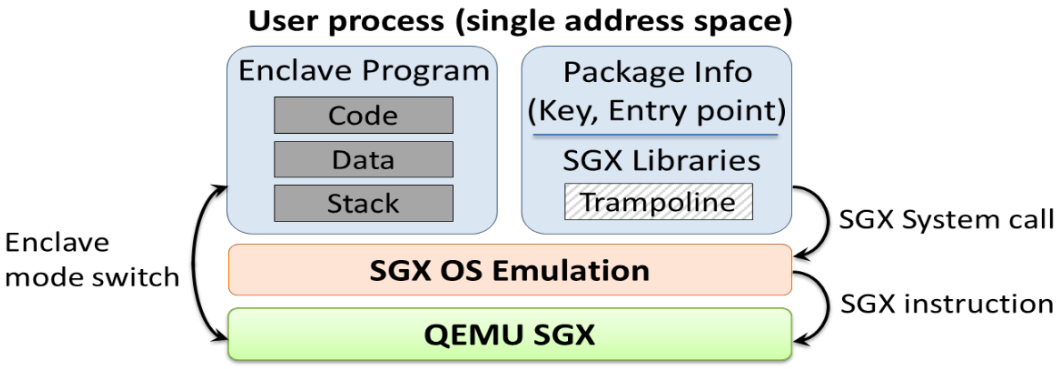 User process (single address space)
Enclave Program
Code
Data
Stack
Package Info
(Key, Entry point)
SGX Libraries
Trampoline
Enclave
mode switch
SGX System call
SGX OS Emulation
SGX instruction
QEMU SGX